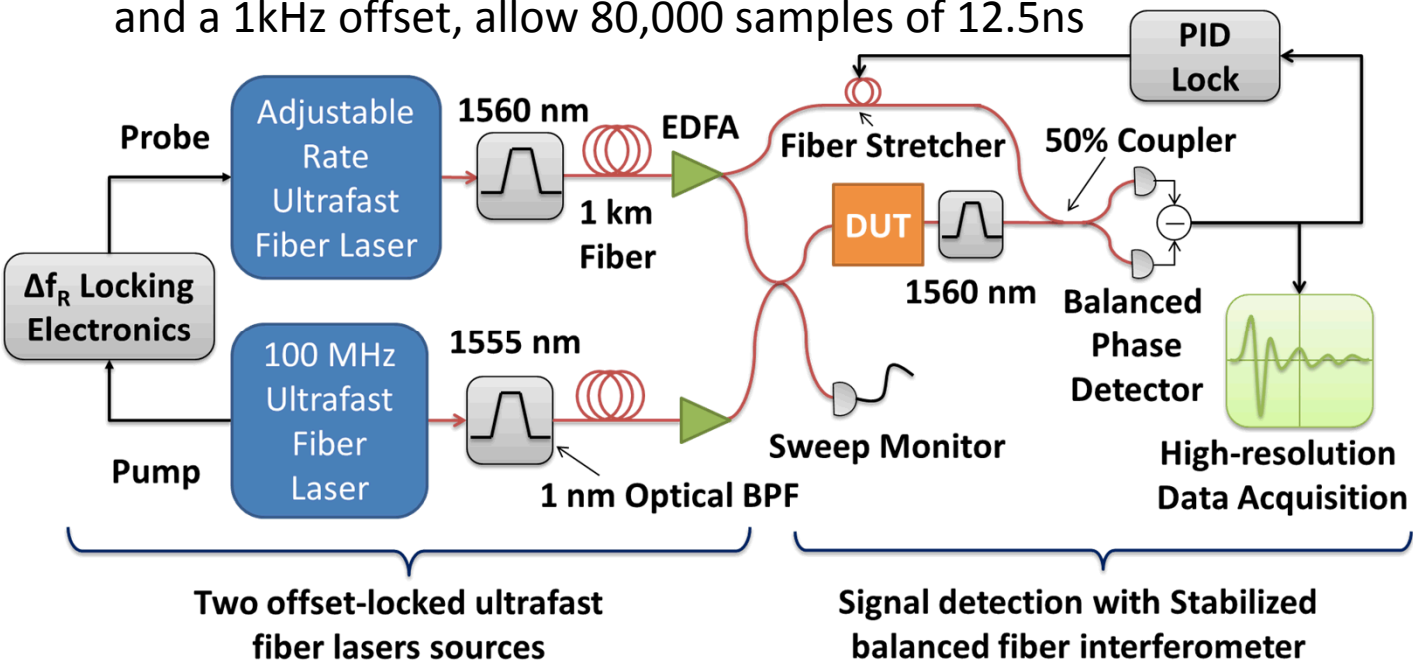 and a 1kHz offset, allow 80,000 samples of 12.5ns
PID
Lock
Probe
Adjustable
Rate
Ultrafast
Fiber Laser
1560 nm
EDFA
1 km
Fiber
Fiber Stretcher
50% Coupler
DUT
1560 nm
−
Balanced
Phase
Detector
ΔfR Locking
Electronics
100 MHz
Ultrafast
Fiber
Laser
Pump
1555 nm
1 nm Optical BPF
Sweep Monitor
High-resolution
Data Acquisition
Two offset-locked ultrafast
fiber lasers sources
Signal detection with Stabilized
balanced fiber interferometer